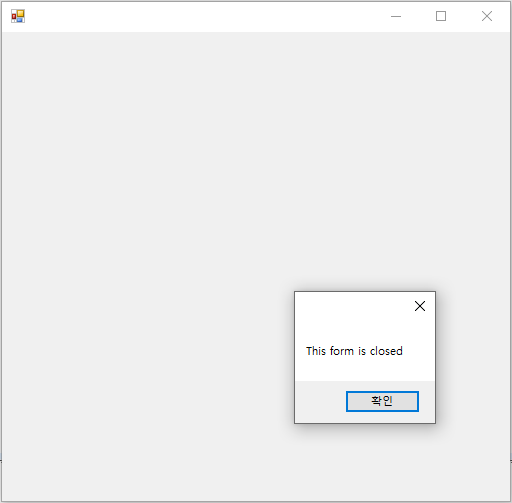 This form is closed
확인